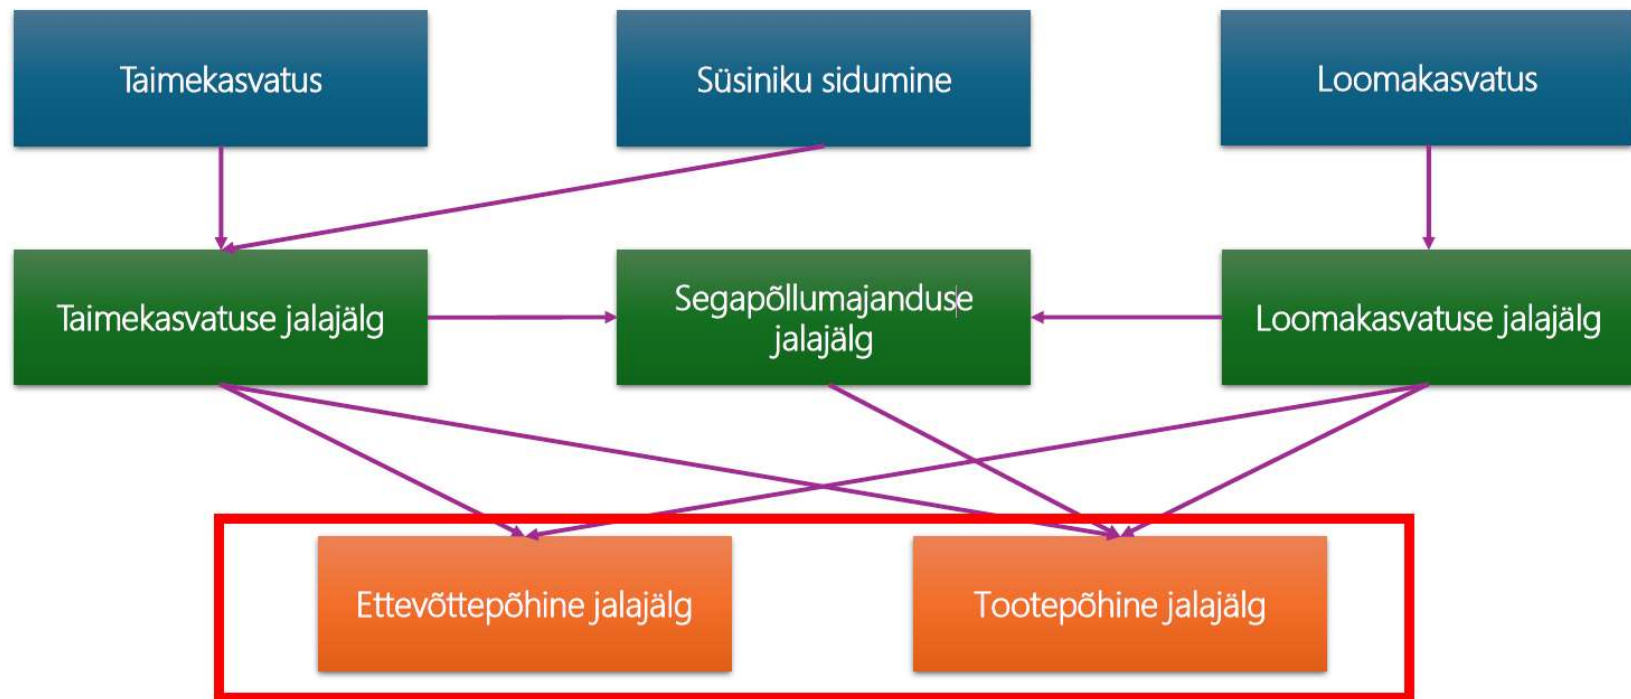 Taimekasvatus
Süsiniku sidumine
Loomakasvatus
Taimekasvatuse jalajälg
Segapõllumajanduse
jalajälg
Loomakasvatuse jalajälg
Ettevõttepõhine jalajälg
Tootepõhine jalajälg